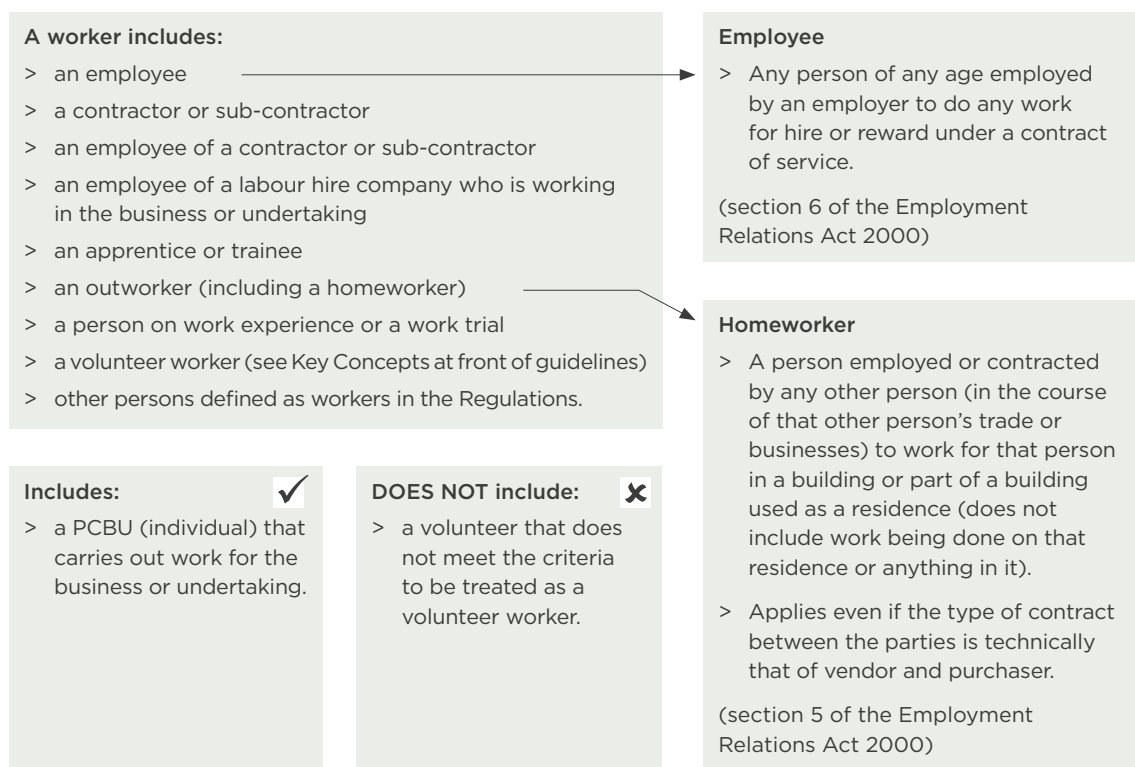 A worker includes:
> an employee
> a contractor or sub-contractor
> an employee of a contractor or sub-contractor
> an employee of a labour hire company who is working
in the business or undertaking
> an apprentice or trainee
> an outworker (including a homeworker)
> a person on work experience or a work trial
> a volunteer worker (see Key Concepts at front of guidelines)
> other persons defined as workers in the Regulations.
Employee
> Any person of any age employed
by an employer to do any work
for hire or reward under a contract
of service.
(section 6 of the Employment
Relations Act 2000)
Homeworker
> A person employed or contracted
by any other person (in the course
of that other person's trade or
businesses) to work for that person
in a building or part of a building
used as a residence (does not
include work being done on that
residence or anything in it).
> Applies even if the type of contract
between the parties is technically
that of vendor and purchaser.
(section 5 of the Employment
Relations Act 2000)
Includes:
> a PCBU (individual) that
carries out work for the
business or undertaking.
DOES NOT include:
> a volunteer that does
not meet the criteria
to be treated as a
volunteer worker.